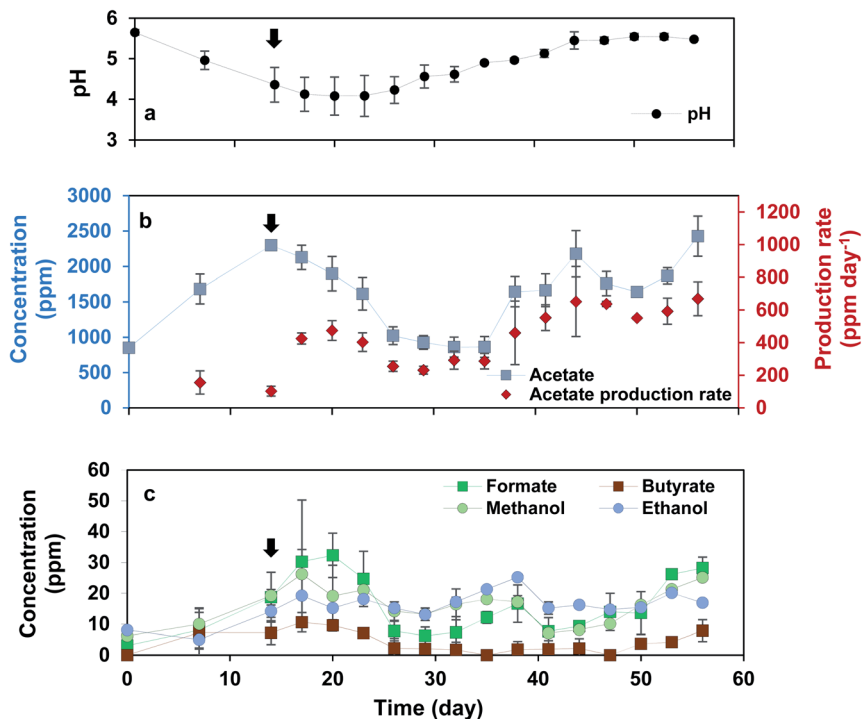 6
5
4
3
pH
a
pH
3000
2500
2000
1500
1000
500
0
Concentration
(ppm)
b
Acetate
Acetate production rate
1200
1000
800
600
400
200
0
Production rate
(ppm day-1)
60
50
40
30
20
10
0
Concentration
(ppm)
c
Formate Butyrate
Methanol Ethanol
0 10 20 30 40 50 60
Time (day)